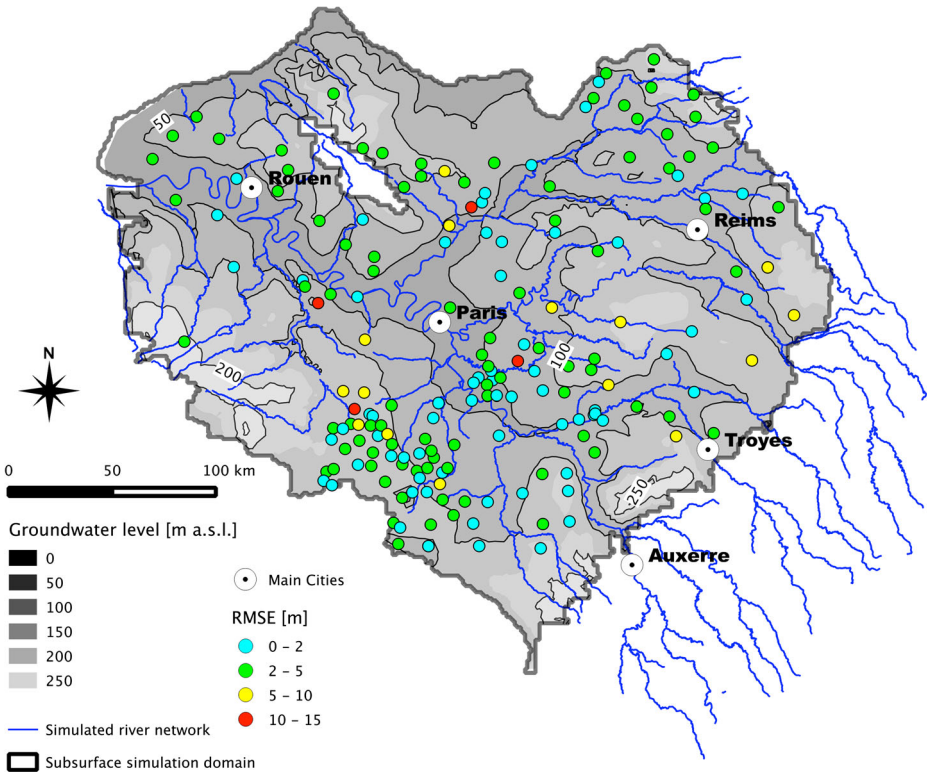 50
Rouen
Reims
Paris
100
N
200
Troyes
0 50 100 km
250
Groundwater level [m a.s.l.]
0
50
100
150
200
250
Auxerre
Main Cities
RMSE [m]
0 – 2
2 – 5
5 – 10
10 – 15
Simulated river network
Subsurface simulation domain